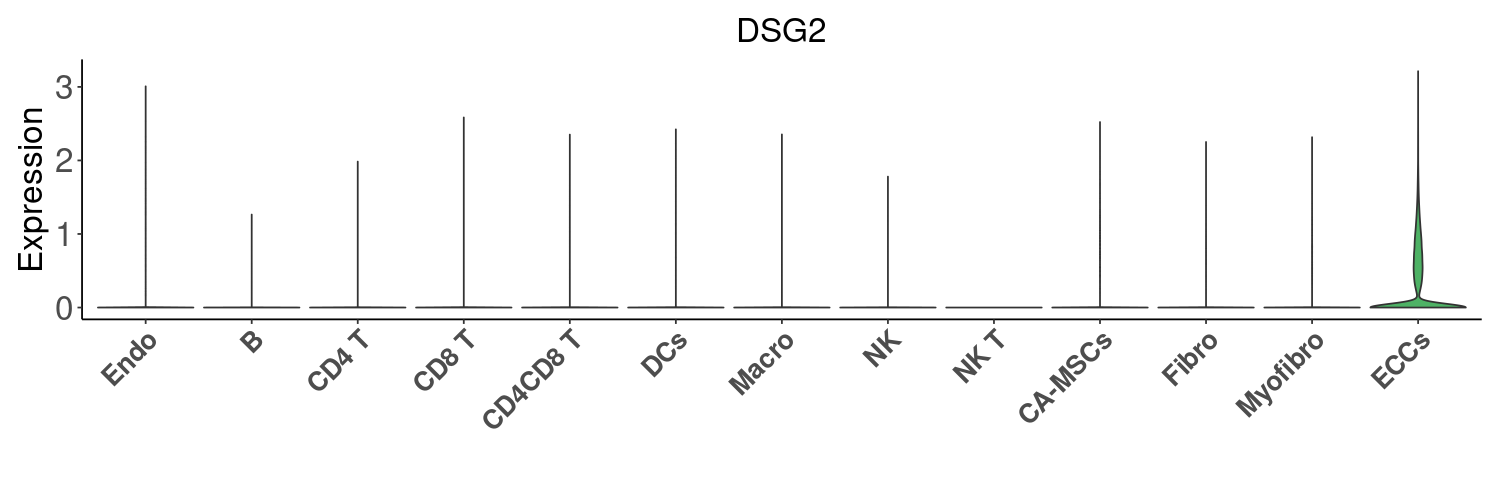 DSG2
Expression
3
2
1
0
Endo
B
CD4 T
CD8 T
CD4CD8 T
DCs
Macro
NK
NK T
CA-MSCs
Fibro
Myofibro
ECCs